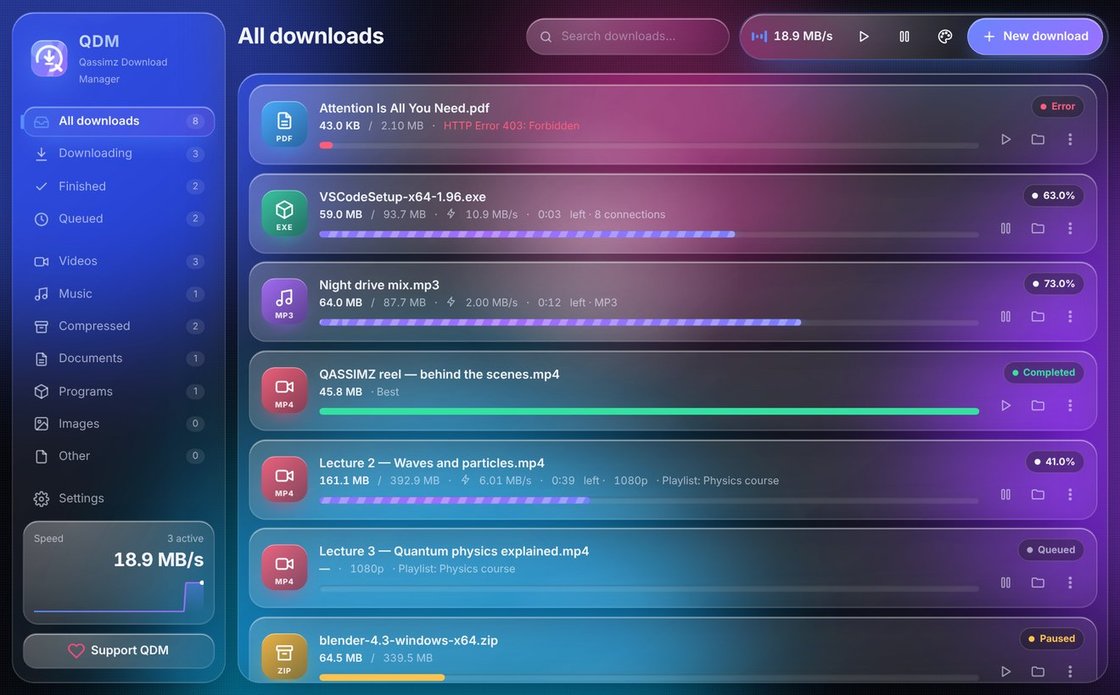 QDM
Qassimz Download
Manager
All downloads 8
Downloading 3
Finished 2
Queued 2
Videos 3
Music 1
Compressed 2
Documents 1
Programs 1
Images 0
Other 0
Settings
Speed 3 active
18.9 MB/s
Support QDM
All downloads
Search downloads...
18.9 MB/s
New download
Attention Is All You Need.pdf
Error
43.0 KB / 2.10 MB · HTTP Error 403: Forbidden
PDF
VSCodeSetup-x64-1.96.exe
63.0%
59.0 MB / 93.7 MB · 10.9 MB/s · 0:03 left · 8 connections
EXE
Night drive mix.mp3
73.0%
64.0 MB / 87.7 MB · 2.00 MB/s · 0:12 left · MP3
MP3
QASSIMZ reel — behind the scenes.mp4
Completed
45.8 MB · Best
MP4
Lecture 2 — Waves and particles.mp4
41.0%
161.1 MB / 392.9 MB · 6.01 MB/s · 0:39 left · 1080p · Playlist: Physics course
MP4
Lecture 3 — Quantum physics explained.mp4
Queued
— · 1080p · Playlist: Physics course
MP4
blender-4.3-windows-x64.zip
Paused
64.5 MB / 339.5 MB
ZIP